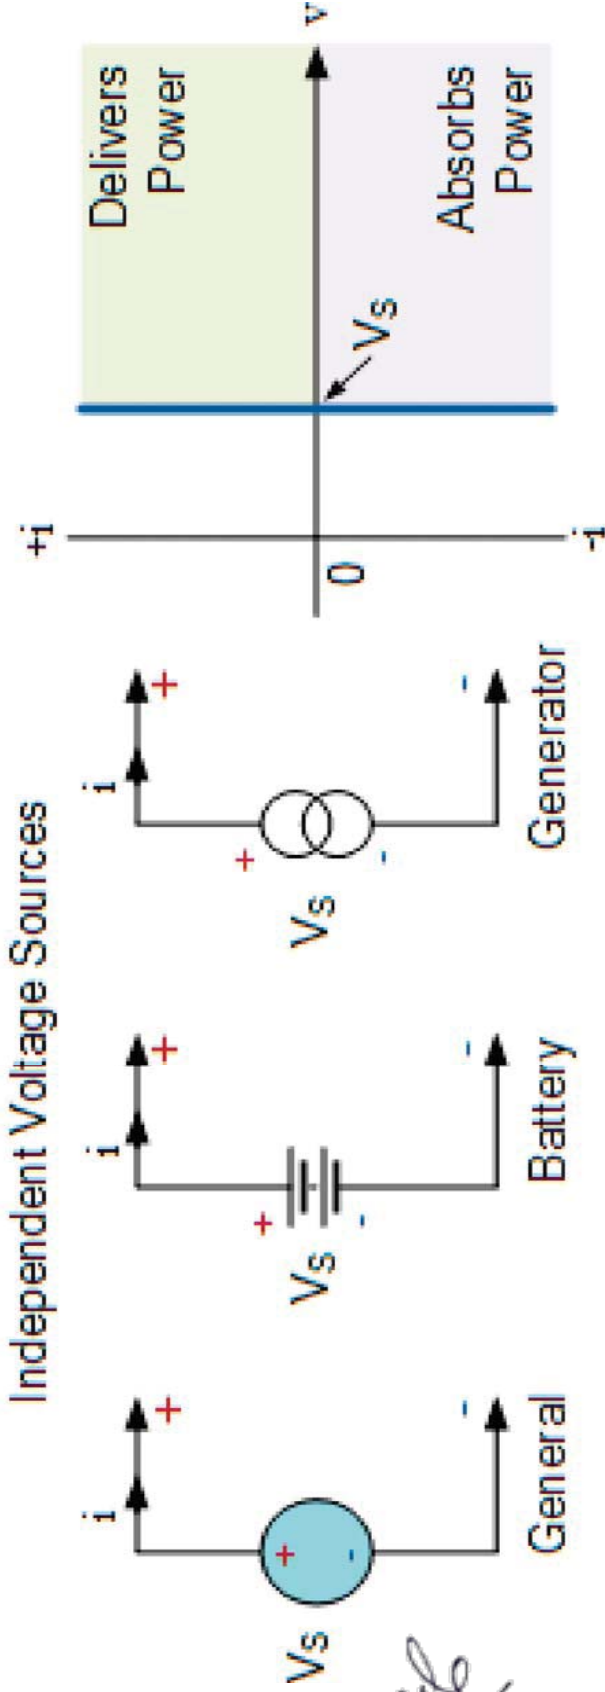 Independent Voltage Sources
i
+
-
Vs
+
-
General
i
+
-
Vs
+
-
Battery
i
+
-
Vs
+
-
Generator
+i
-i
0
v
Vs
Delivers
Power
Absorbs
Power